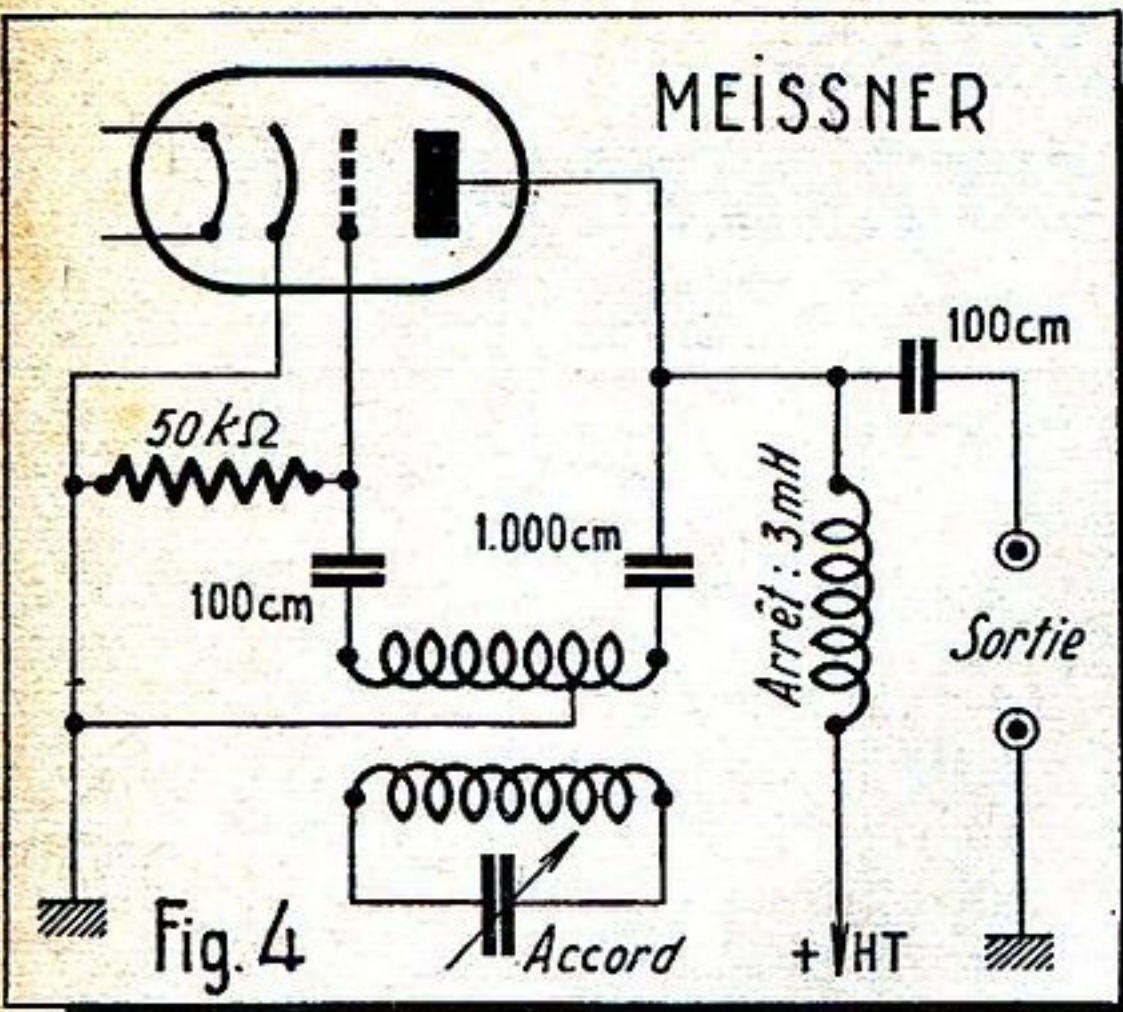 MEiSSNER
100cm
50kΩ
1.000cm
100cm
Arrêt : 3mH
Sortie
Fig. 4
Accord
+ HT